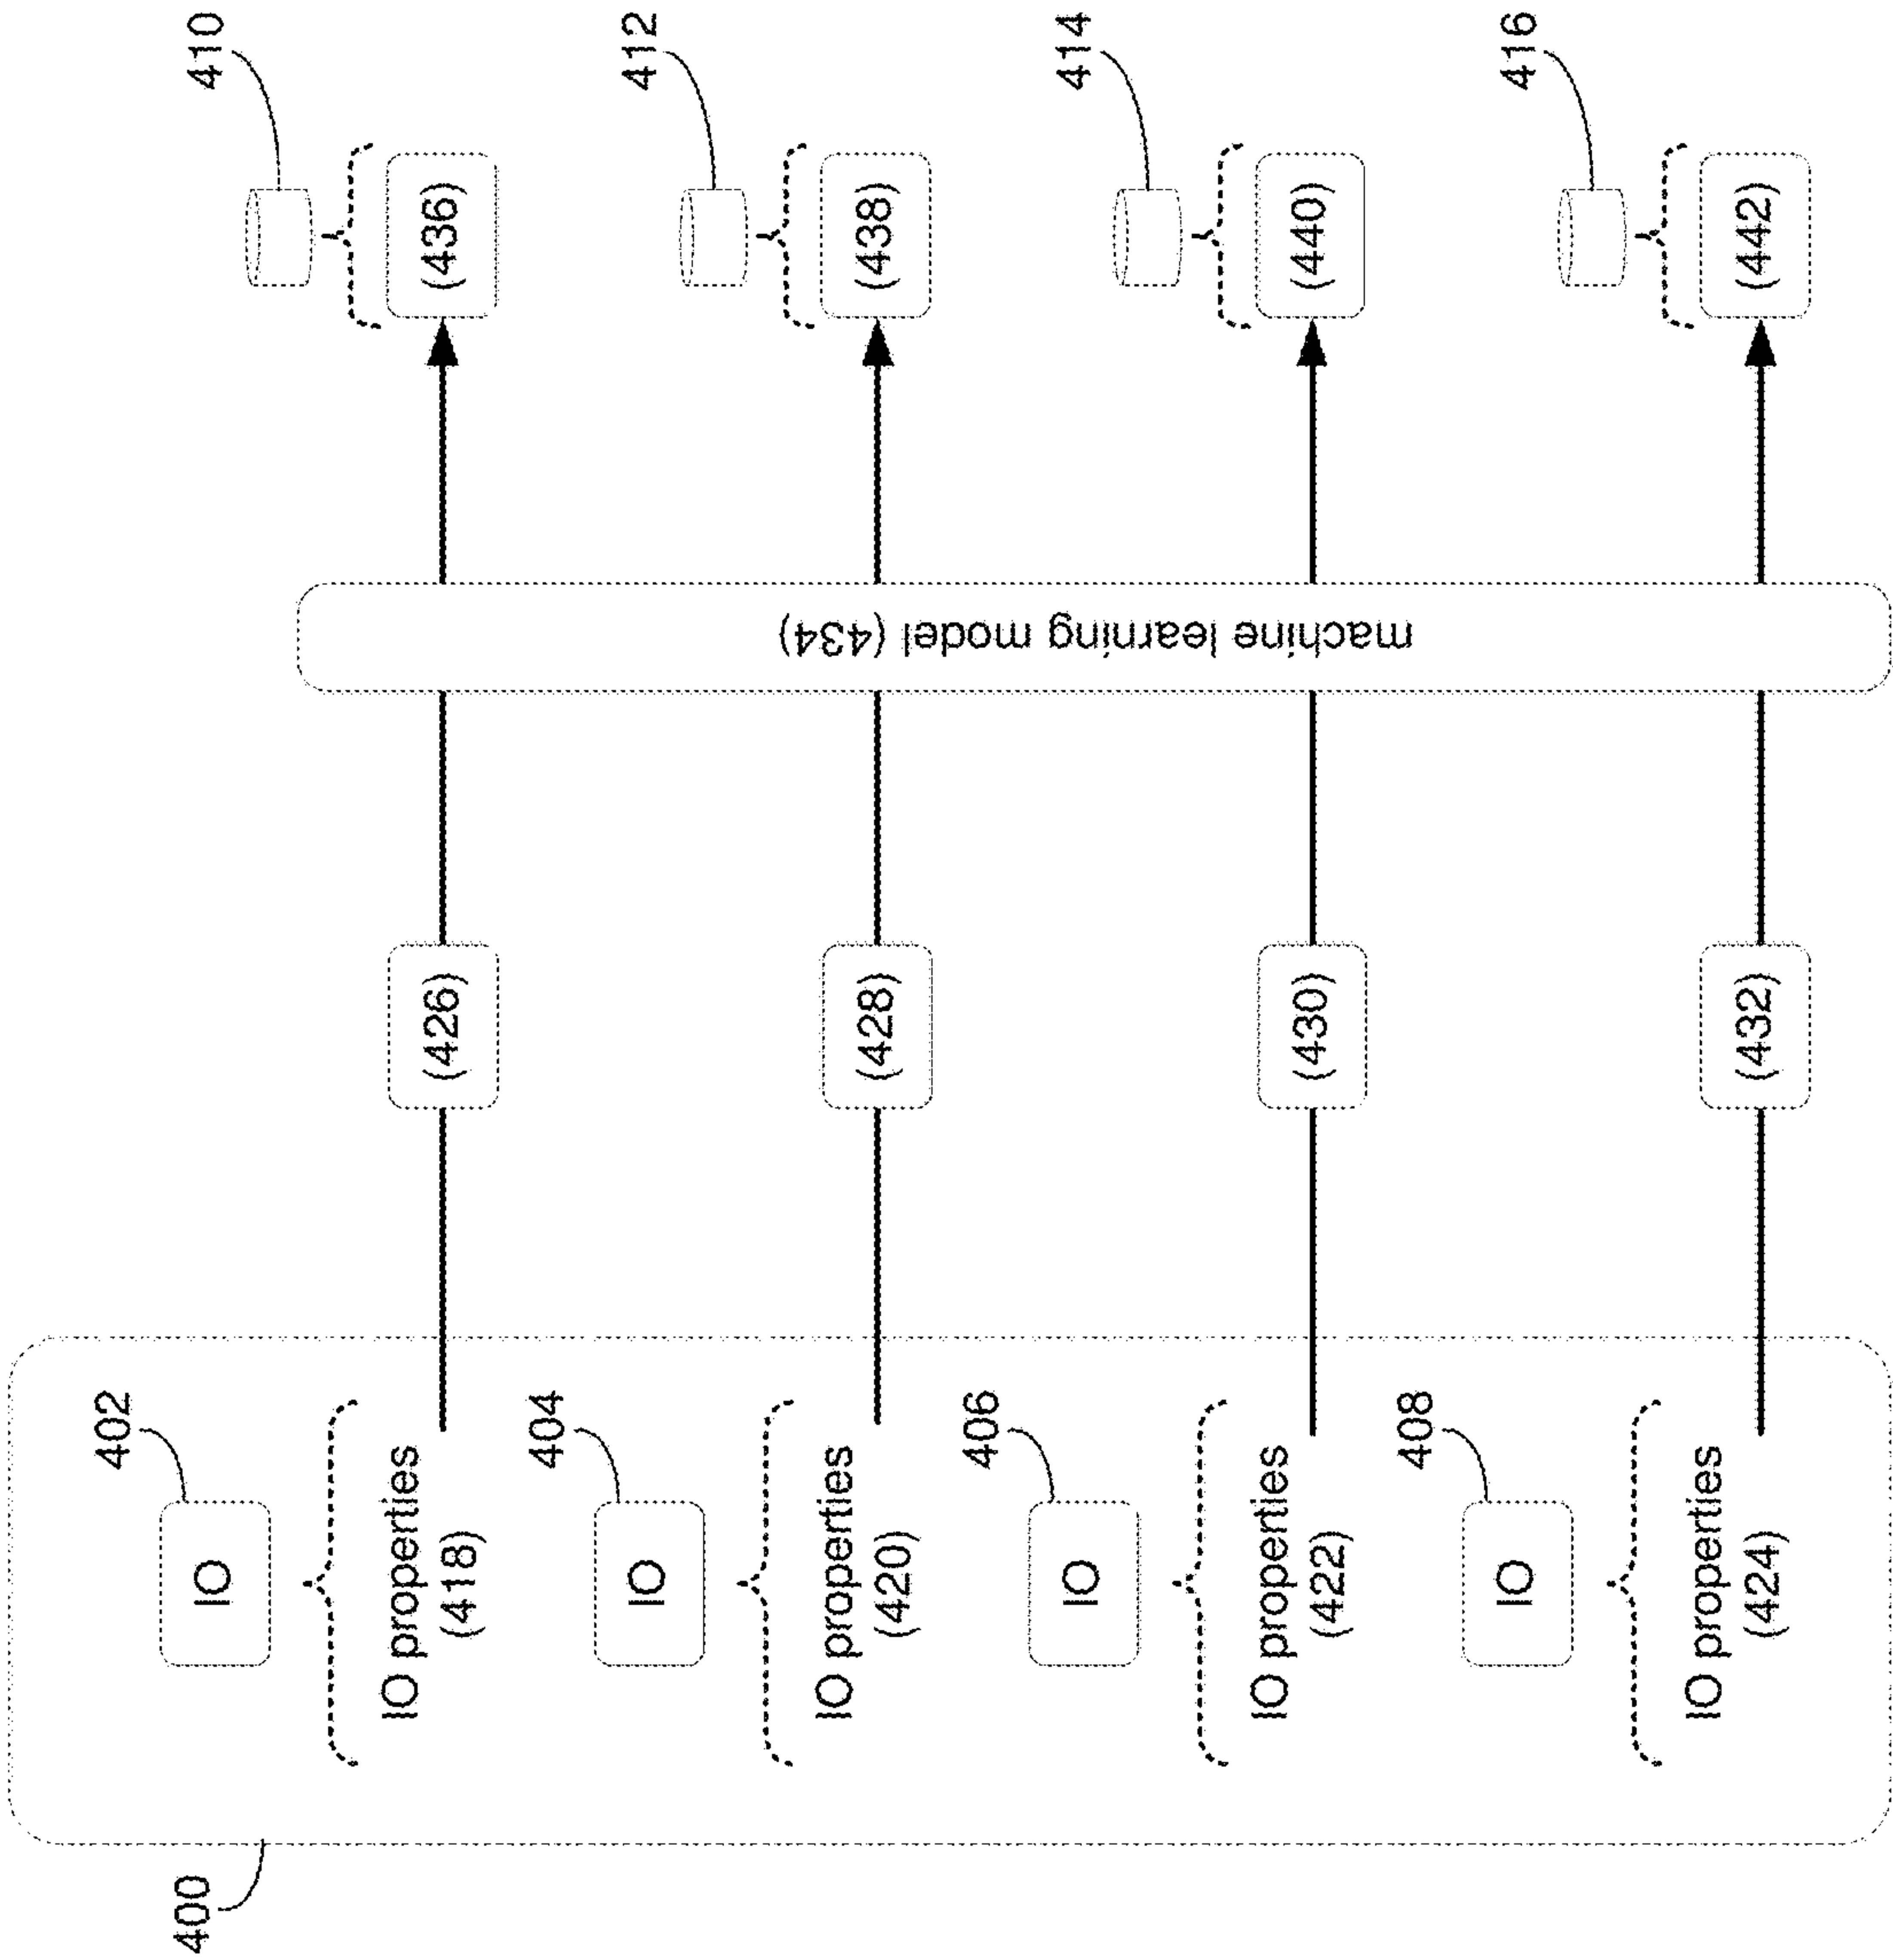 400
402
IO
IO properties
(418)
(426)
(436)
410
404
IO
IO properties
(420)
(428)
(438)
412
machine learning model (434)
406
IO
IO properties
(422)
(430)
(440)
414
408
IO
IO properties
(424)
(432)
(442)
416